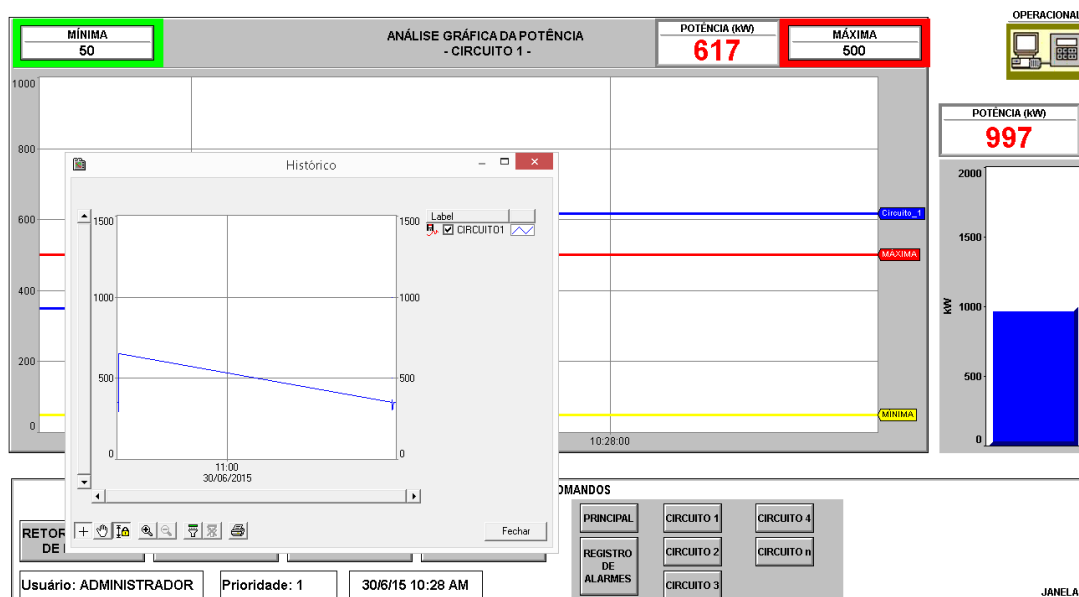 OPERACIONAL
MÍNIMA
50
ANÁLISE GRÁFICA DA POTÊNCIA
- CIRCUITO 1 -
POTÊNCIA (kW)
617
MÁXIMA
500
POTÊNCIA (kW)
997
1000
800
600
400
200
0
Circuito_1
MÁXIMA
MÍNIMA
10:28:00
kW
2000
1500
1000
500
0
Histórico
1500
1000
500
0
1500
1000
500
0
11:00
30/06/2015
Label
CIRCUITO1
Fechar
OMANDOS
RETOR
DE
PRINCIPAL
CIRCUITO 1
CIRCUITO 4
REGISTRO
DE
ALARMES
CIRCUITO 2
CIRCUITO n
CIRCUITO 3
Usuário: ADMINISTRADOR
Prioridade: 1
30/6/15 10:28 AM
JANELA